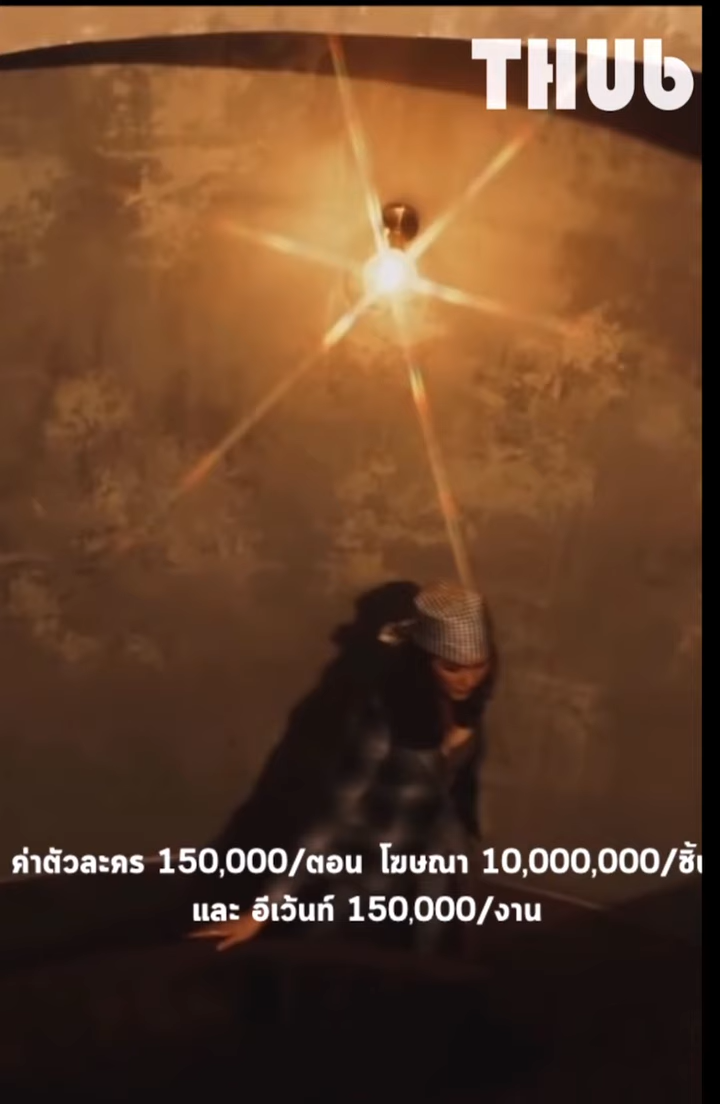 THUb
ค่าตัวละคร 150,000/ตอน โฆษณา 10,000,000/
และ อีเว้นท์ 150,000/งาน